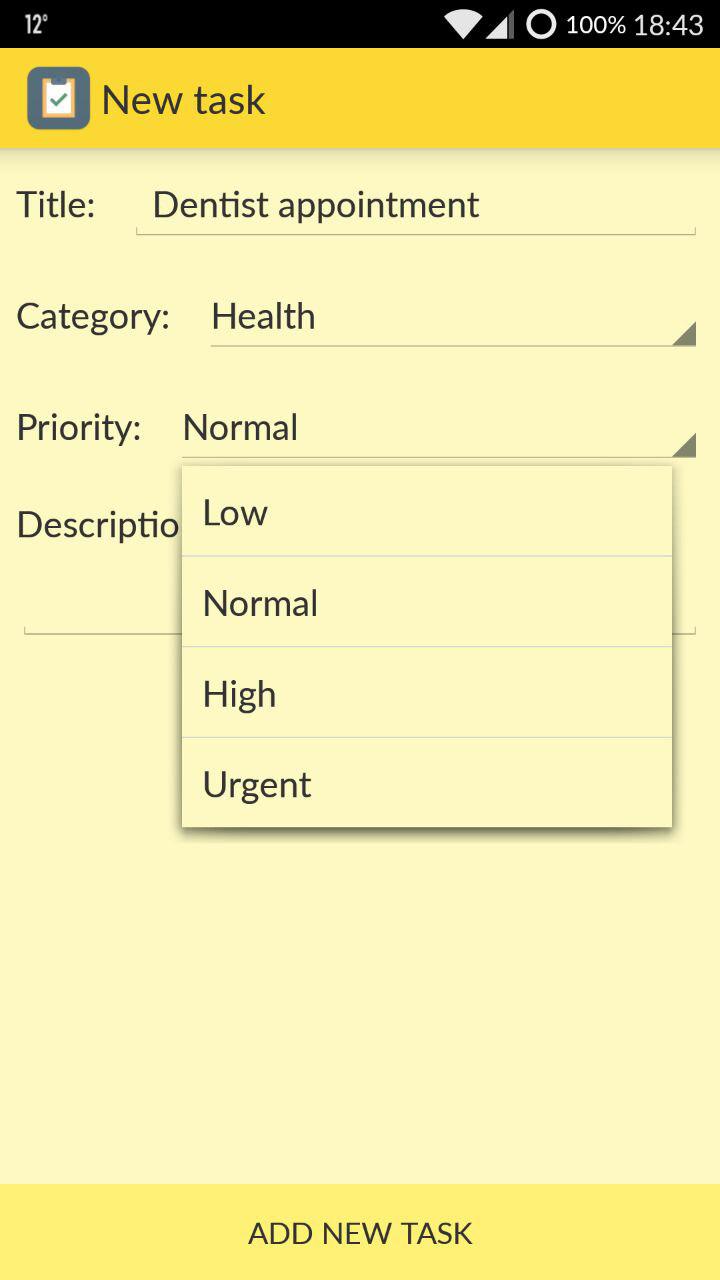 12° 100% 18:43
New task
Title: Dentist appointment
Category: Health
Priority: Normal
Descriptio
Low
Normal
High
Urgent
ADD NEW TASK